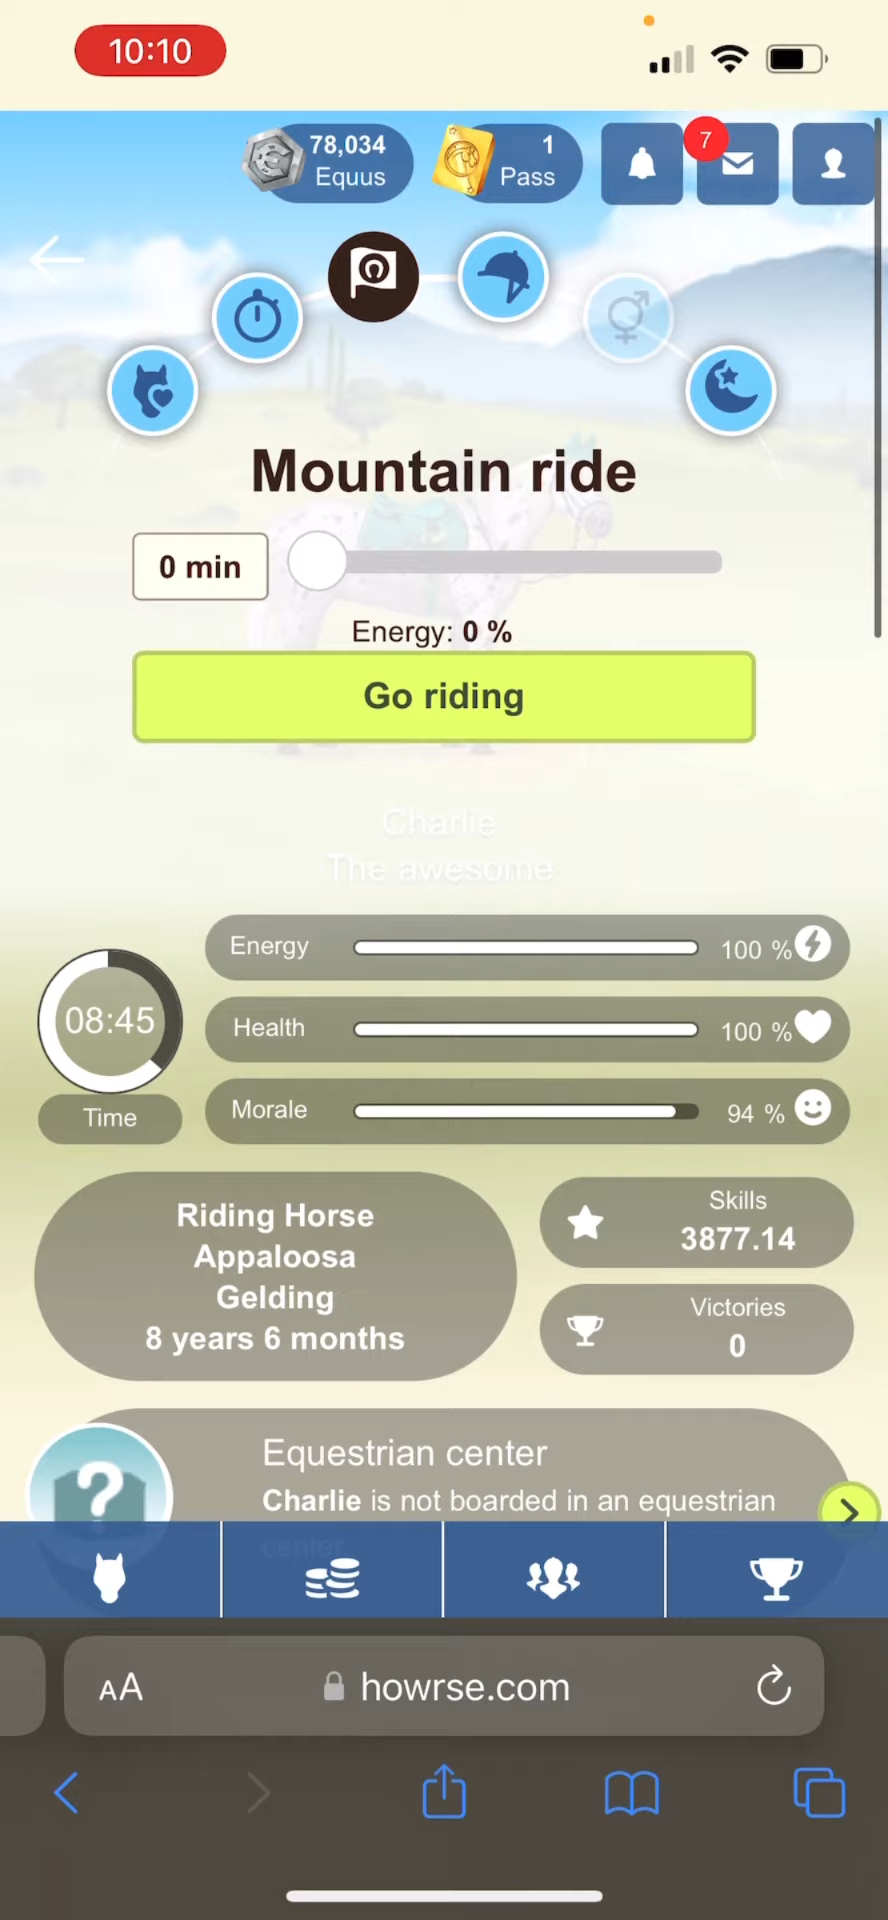 10:10
78,034
Equus
1
Pass
7
Mountain ride
0 min
Energy: 0 %
Go riding
Charlie
The awesome
Energy
100 %
08:45
Time
Health
100 %
Morale
94 %
Riding Horse
Appaloosa
Gelding
8 years 6 months
Skills
3877.14
Victories
0
Equestrian center
Charlie is not boarded in an equestrian
center
AA
howrse.com